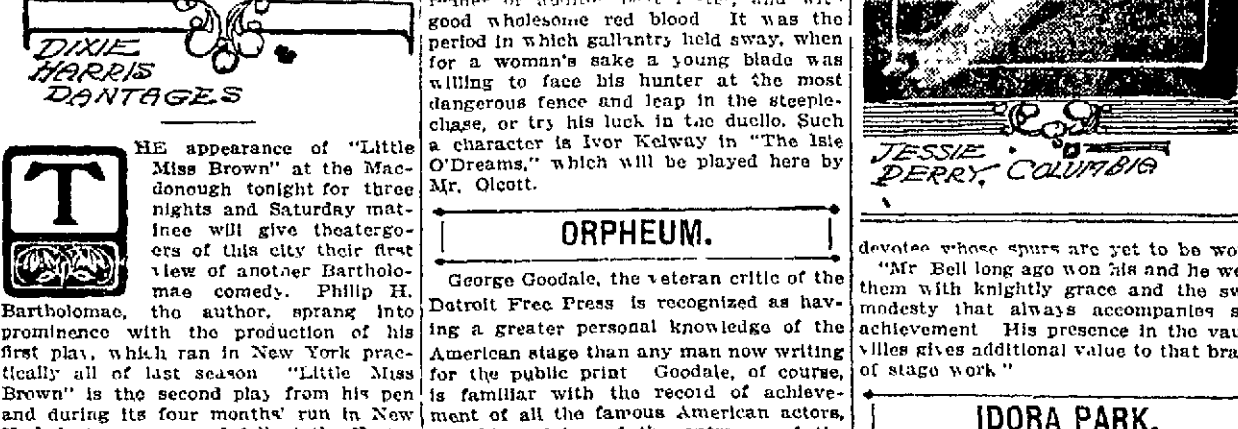 DIXIE
HARRIS
PANTAGES
THE appearance of "Little
Miss Brown" at the Mac-
donough tonight for three
nights and Saturday mat-
inee will give theatergo-
ers of this city their first
view of another Bartholo-
mae comedy. Philip H.
Bartholomae, the author, sprang into
prominence with the production of his
first play, which ran in New York prac-
tically all of last season "Little Miss
Brown" is the second play from his pen
and during its four months' run in New
good wholesome red blood It was the
period in which gallantry held sway, when
for a woman's sake a young blade was
willing to face his hunter at the most
dangerous fence and leap in the steeple-
chase, or try his luck in the duello. Such
a character is Ivor Kelway in "The Isle
O'Dreams," which will be played here by
Mr. Olcott.
ORPHEUM.
George Goodale, the veteran critic of the
Detroit Free Press is recognized as hav-
ing a greater personal knowledge of the
American stage than any man now writing
for the public print Goodale, of course,
is familiar with the record of achieve-
ment of all the famous American actors,
JESSIE
PERRY, COLUMBIA
devotee whose spurs are yet to be wo
"Mr Bell long ago won his and he we
them with knightly grace and the sw
modesty that always accompanies s
achievement His presence in the vau
villes gives additional value to that bra
of stage work"
IDORA PARK.